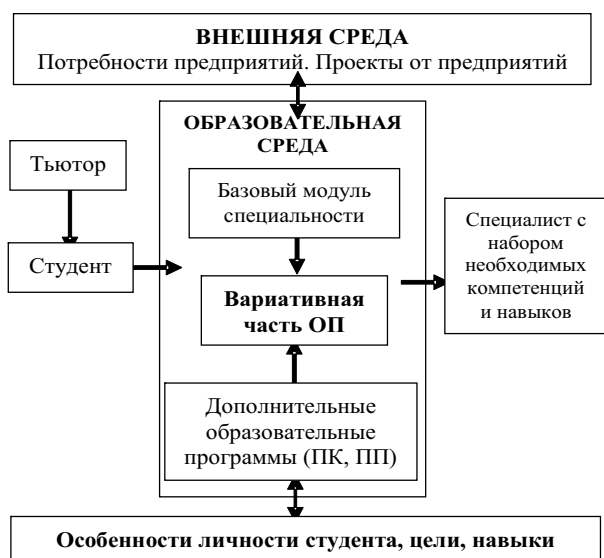 ВНЕШНЯЯ СРЕДА
Потребности предприятий. Проекты от предприятий
ОБРАЗОВАТЕЛЬНАЯ
СРЕДА
Тьютор
Студент
Базовый модуль
специальности
Вариативная
часть ОП
Дополнительные
образовательные
программы (ПК, ПП)
Специалист с
набором
необходимых
компетенций
и навыков
Особенности личности студента, цели, навыки